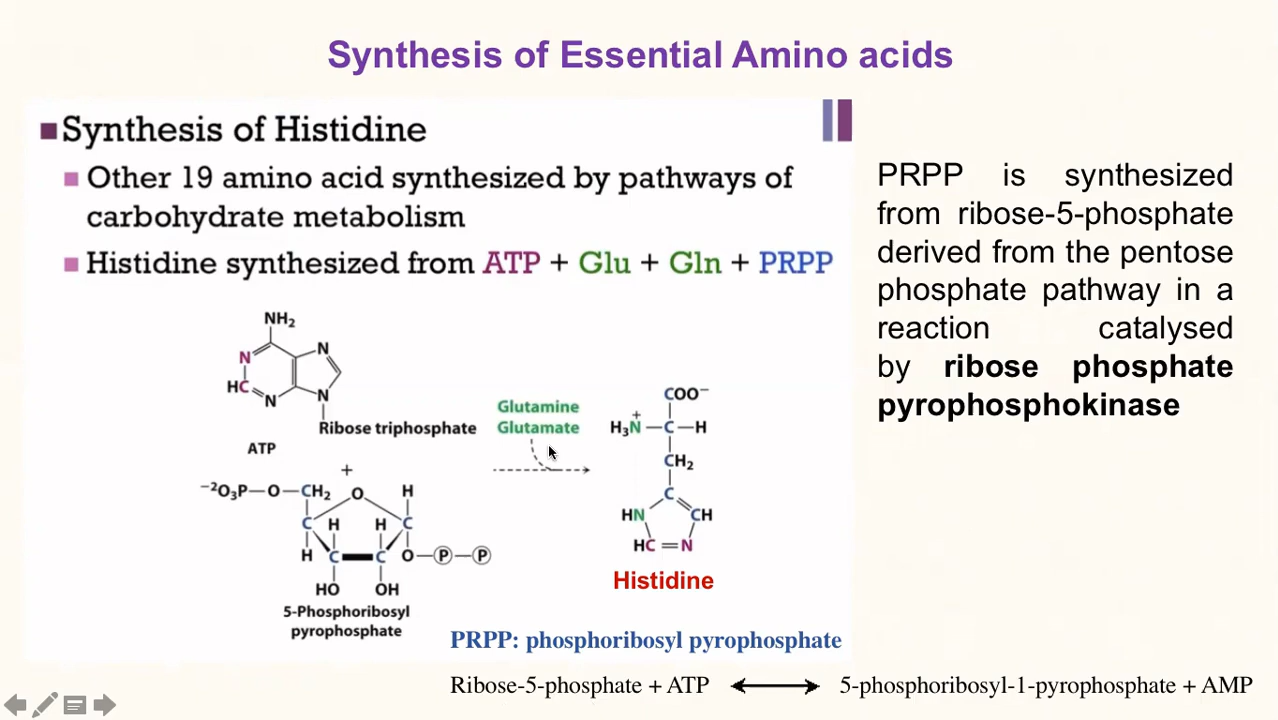 Synthesis of Essential Amino acids
Synthesis of Histidine
Other 19 amino acid synthesized by pathways of
carbohydrate metabolism
Histidine synthesized from ATP + Glu + Gln + PRPP
PRPP is synthesized
from ribose-5-phosphate
derived from the pentose
phosphate pathway in a
reaction catalysed
by ribose phosphate
pyrophosphokinase
NH₂
N
N
HC
N
N
Ribose triphosphate
ATP
+
⁻²O₃P—O—CH₂
O
H
C
H
H
C
H
C
C
O—P—P
HO
OH
5-Phosphoribosyl
pyrophosphate
Glutamine
Glutamate
COO⁻
+
H₃N—C—H
CH₂
C
HN
CH
HC=N
Histidine
PRPP: phosphoribosyl pyrophosphate
Ribose-5-phosphate + ATP ⟷ 5-phosphoribosyl-1-pyrophosphate + AMP